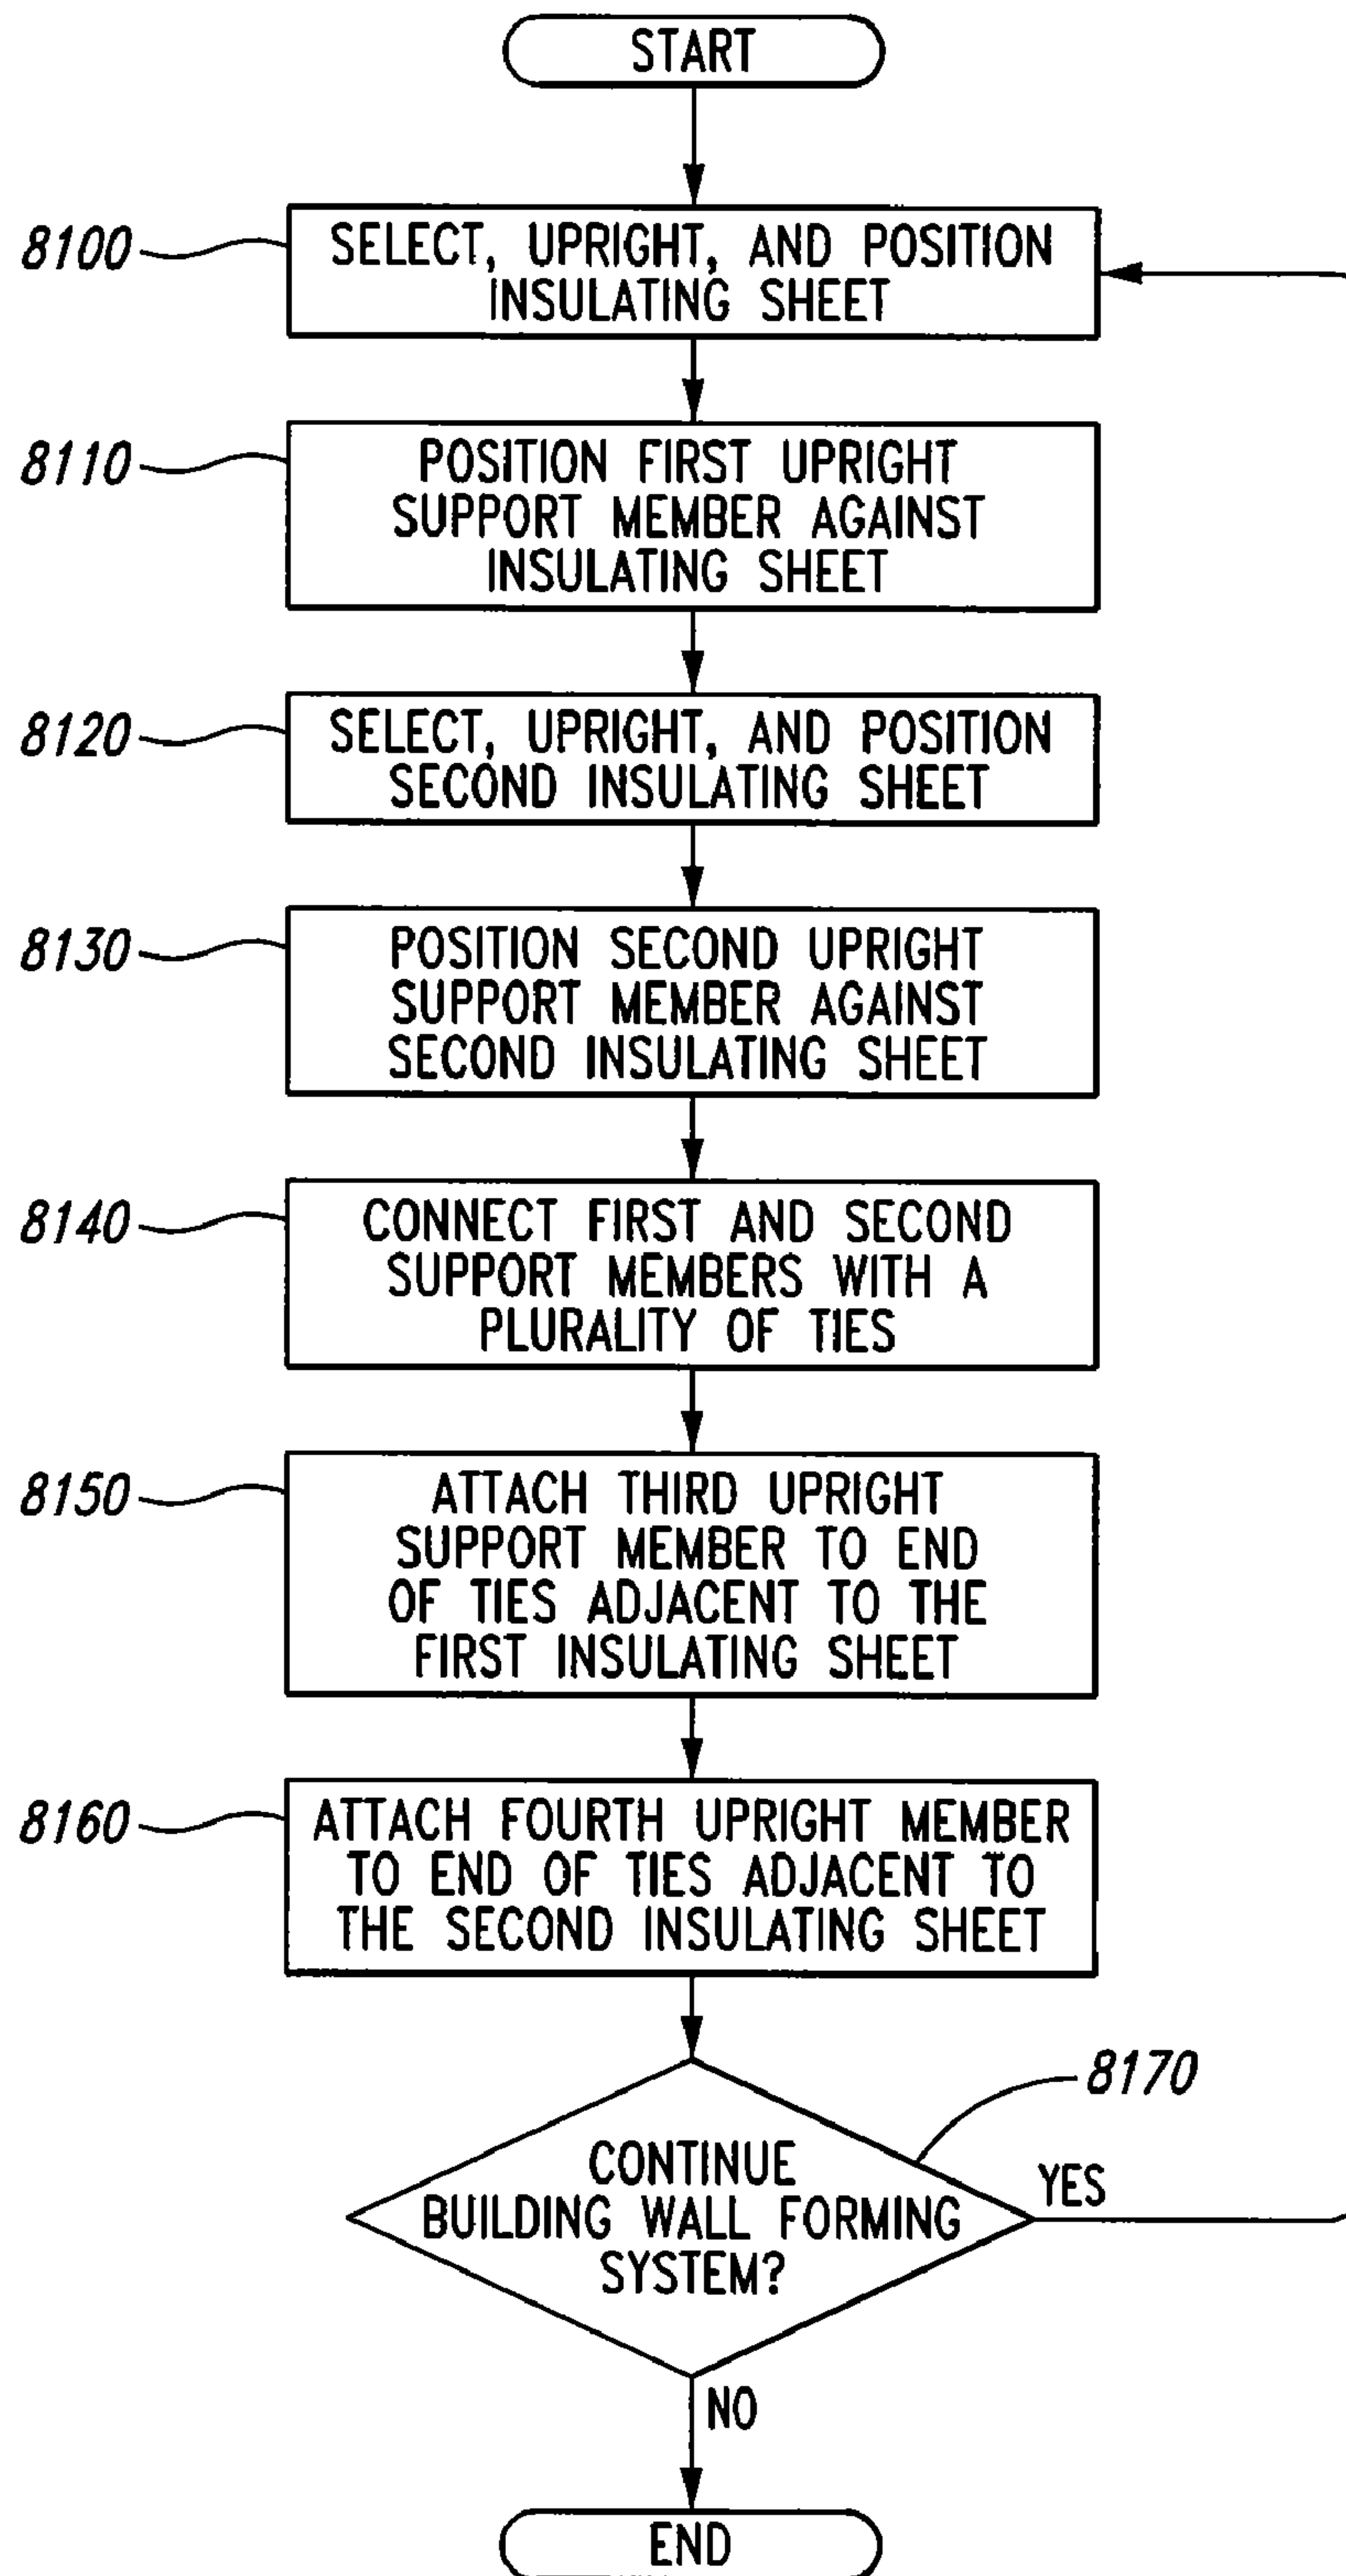 START
8100
SELECT, UPRIGHT, AND POSITION
INSULATING SHEET
8110
POSITION FIRST UPRIGHT
SUPPORT MEMBER AGAINST
INSULATING SHEET
8120
SELECT, UPRIGHT, AND POSITION
SECOND INSULATING SHEET
8130
POSITION SECOND UPRIGHT
SUPPORT MEMBER AGAINST
SECOND INSULATING SHEET
8140
CONNECT FIRST AND SECOND
SUPPORT MEMBERS WITH A
PLURALITY OF TIES
8150
ATTACH THIRD UPRIGHT
SUPPORT MEMBER TO END
OF TIES ADJACENT TO THE
FIRST INSULATING SHEET
8160
ATTACH FOURTH UPRIGHT MEMBER
TO END OF TIES ADJACENT TO
THE SECOND INSULATING SHEET
8170
CONTINUE
BUILDING WALL FORMING
SYSTEM?
YES
NO
END